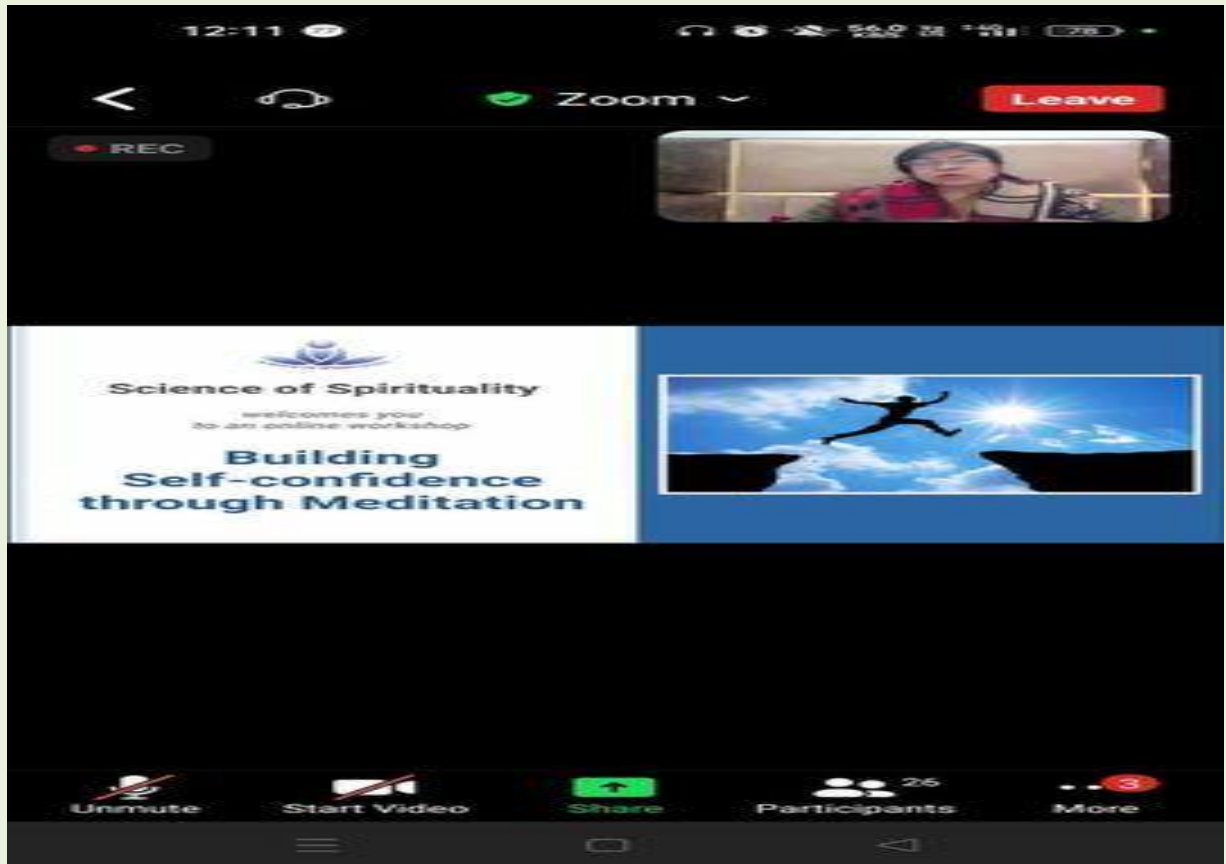 12:11
78
Zoom
Leave
REC
Science of Spirituality
welcomes you
to an online workshop
Building
Self-confidence
through Meditation
Unmute
Start Video
Share
Participants
26
More
3